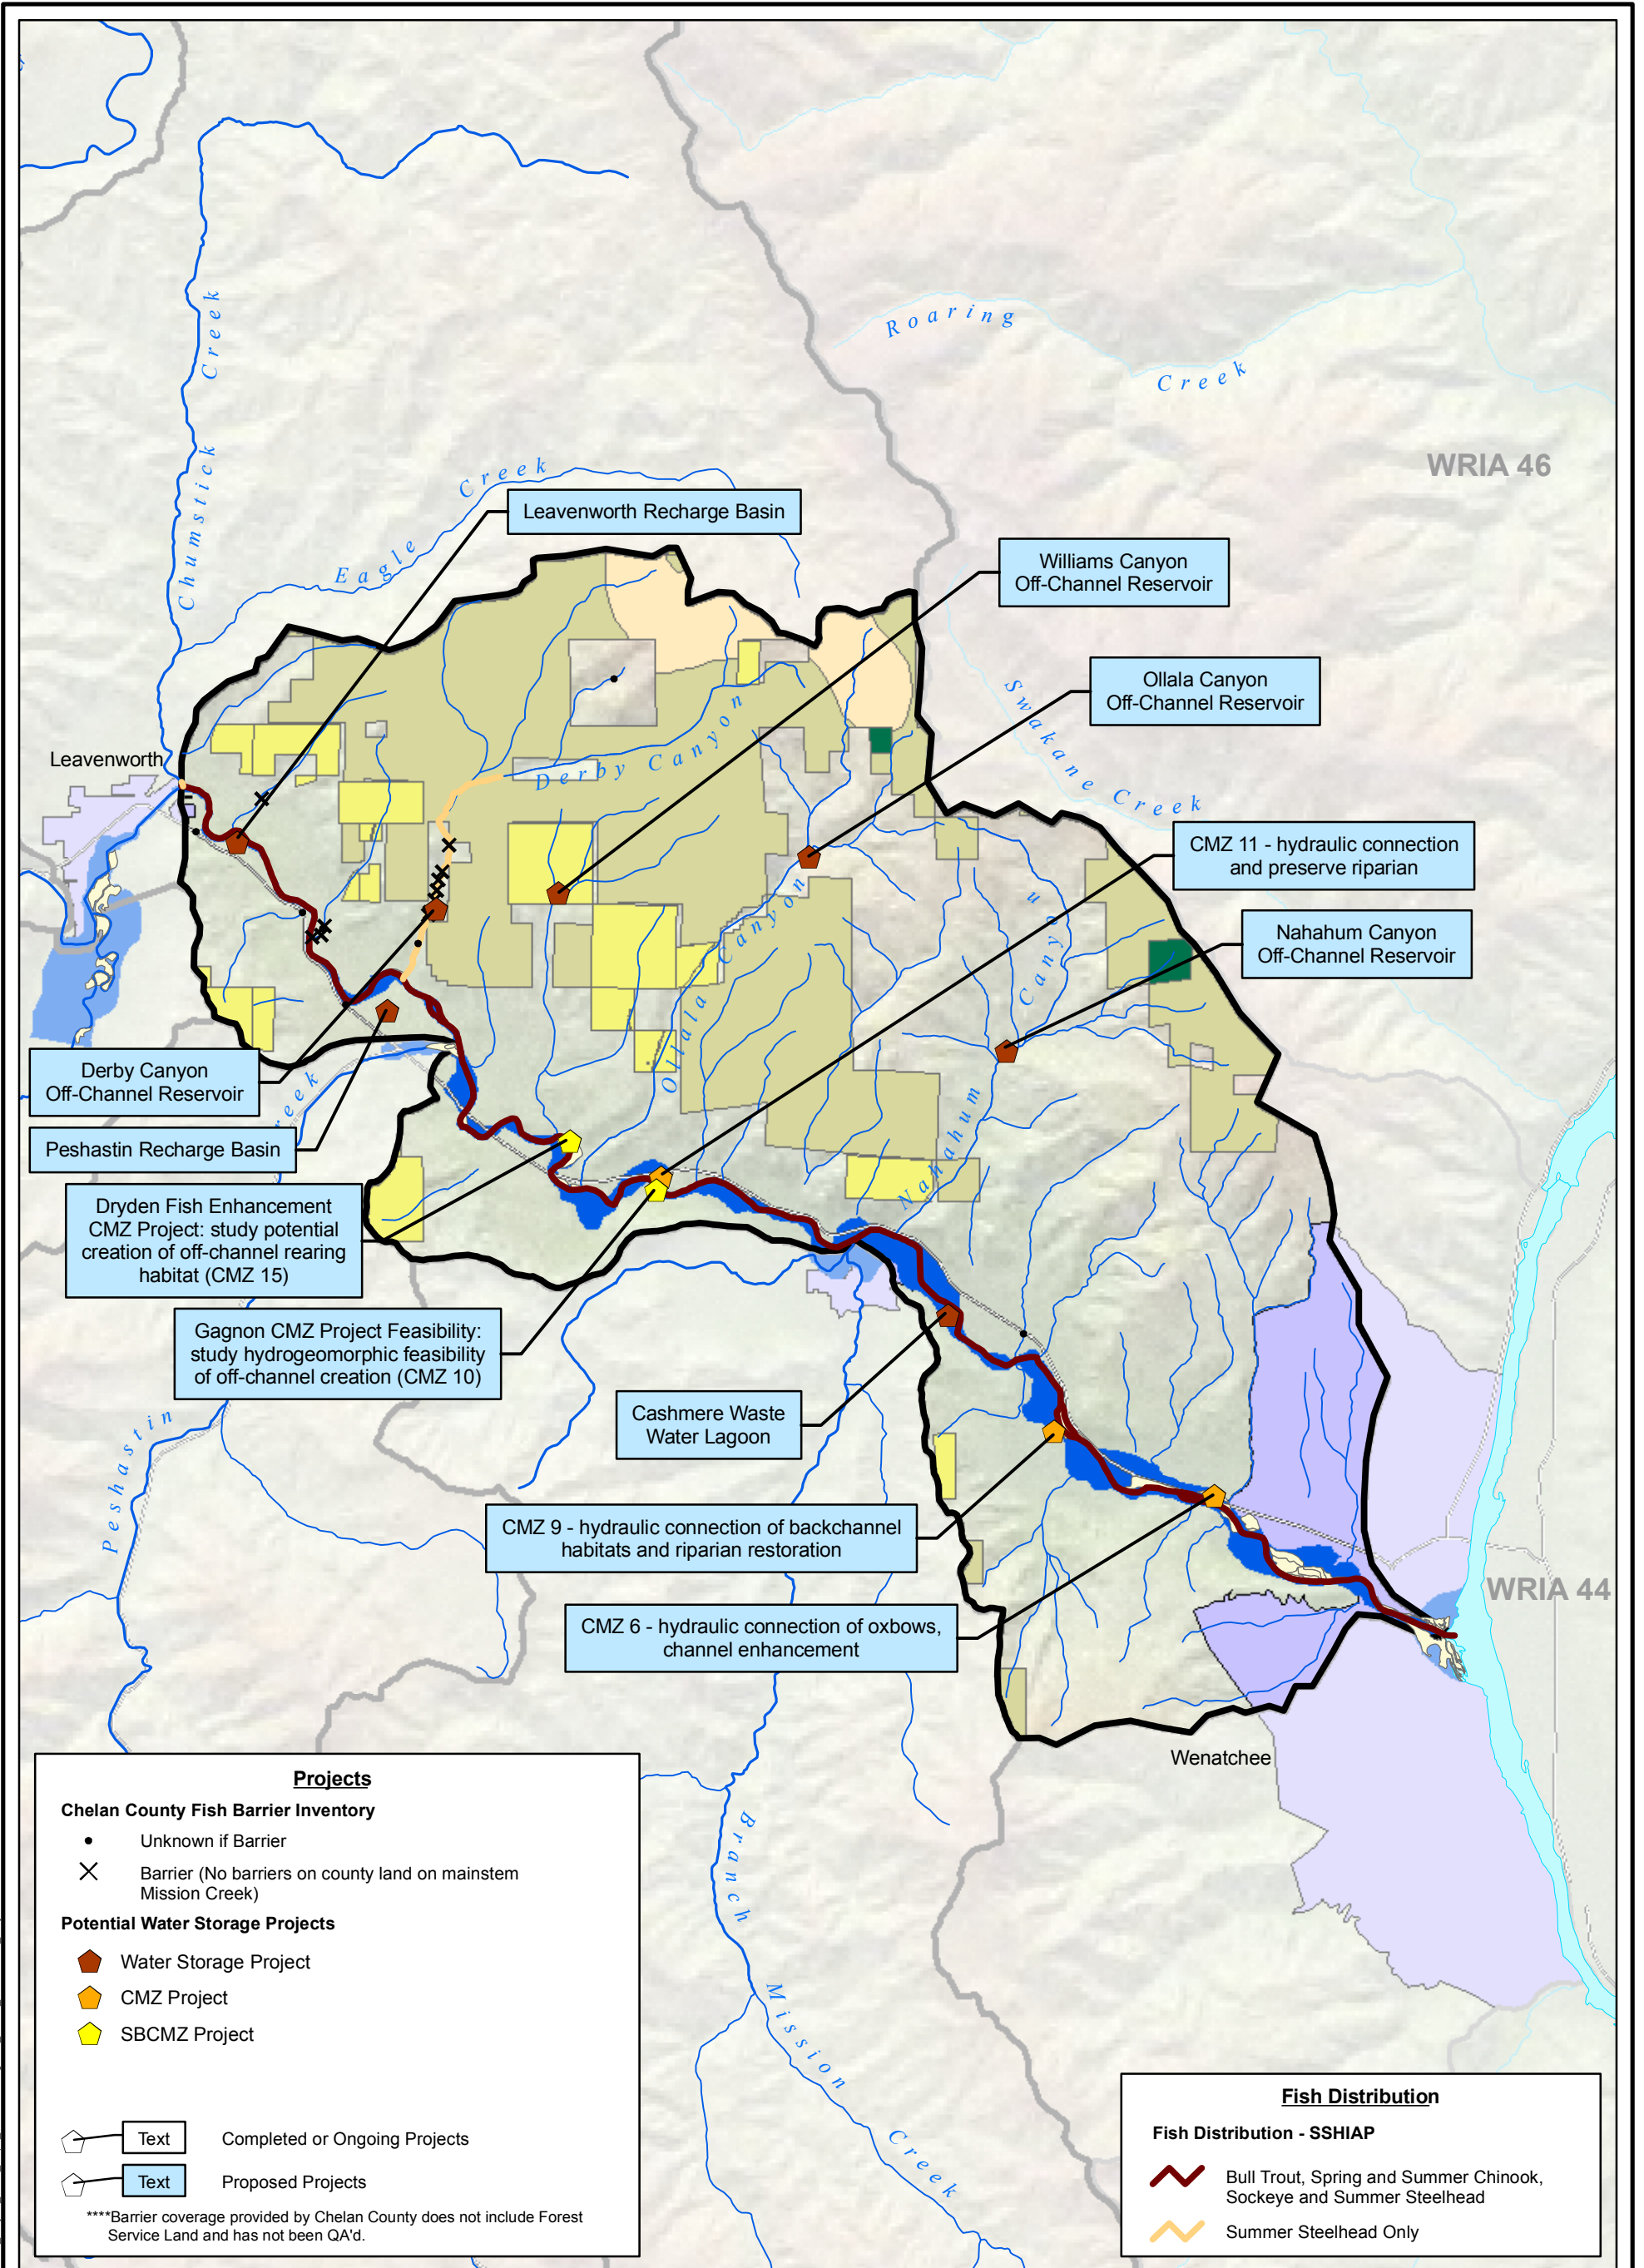 Chumstick Creek
Roaring
Creek
WRIA 46
Eagle Creek
Leavenworth Recharge Basin
Williams Canyon
Off-Channel Reservoir
Ollala Canyon
Off-Channel Reservoir
Swakane Creek
Leavenworth
Derby Canyon
CMZ 11 - hydraulic connection
and preserve riparian
Nahahum Canyon
Off-Channel Reservoir
Ollalla Canyon
Nahahum Canyon
Derby Canyon
Off-Channel Reservoir
Peshastin Recharge Basin
Dryden Fish Enhancement
CMZ Project: study potential
creation of off-channel rearing
habitat (CMZ 15)
Gagnon CMZ Project Feasibility:
study hydrogeomorphic feasibility
of off-channel creation (CMZ 10)
Cashmere Waste
Water Lagoon
Peshastin
reek
CMZ 9 - hydraulic connection of backchannel
habitats and riparian restoration
CMZ 6 - hydraulic connection of oxbows,
channel enhancement
WRIA 44
Wenatchee
Branch
Mission
Creek
Projects
Chelan County Fish Barrier Inventory
Unknown if Barrier
Barrier (No barriers on county land on mainstem
Mission Creek)
Potential Water Storage Projects
Water Storage Project
CMZ Project
SBCMZ Project
Text Completed or Ongoing Projects
Text Proposed Projects
****Barrier coverage provided by Chelan County does not include Forest
Service Land and has not been QA'd.
Fish Distribution
Fish Distribution - SSHIAP
Bull Trout, Spring and Summer Chinook,
Sockeye and Summer Steelhead
Summer Steelhead Only